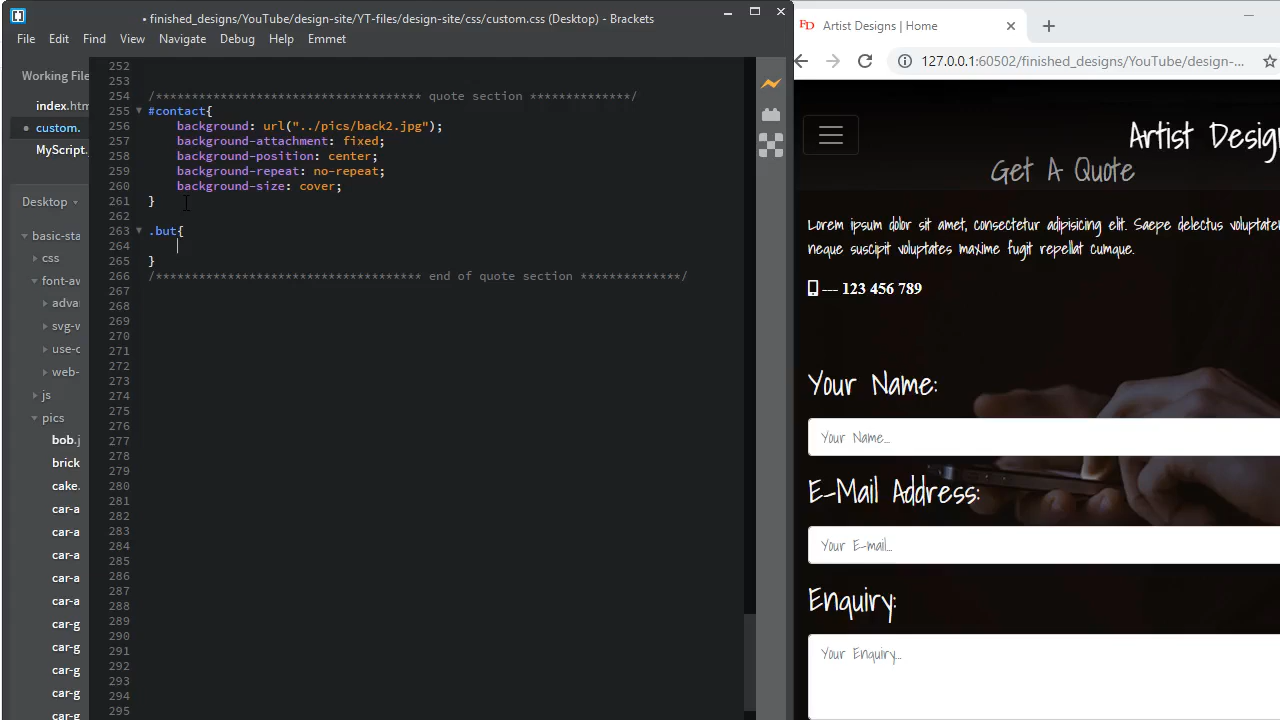 • finished_designs/YouTube/design-site/YT-files/design-site/css/custom.css (Desktop) - Brackets
File Edit Find View Navigate Debug Help Emmet
Working File
index.htm
• custom.
MyScript.
Desktop
basic-sta
css
font-aw
adva
svg-w
use-c
web-
js
pics
bob.j
brick
cake.
car-a
car-a
car-a
car-a
car-a
car-a
car-g
car-g
car-g
car-g
252
253
254 /************************************* quote section **************/
255 #contact{
256 background: url("../pics/back2.jpg");
257 background-attachment: fixed;
258 background-position: center;
259 background-repeat: no-repeat;
260 background-size: cover;
261 }
262
263 .but{
264
265 }
266 /************************************* end of quote section **************/
267
268
269
270
271
272
273
274
275
276
277
278
279
280
281
282
283
284
285
286
287
288
289
290
291
292
293
294
295
FD Artist Designs | Home
127.0.0.1:60502/finished_designs/YouTube/design-...
Artist Design
Get A Quote
Lorem ipsum dolor sit amet, consectetur adipisicing elit. Saepe delectus voluptate
neque suscipit voluptates maxime fugit repellat cumque.
--- 123 456 789
Your Name:
Your Name...
E-Mail Address:
Your E-mail...
Enquiry:
Your Enquiry...